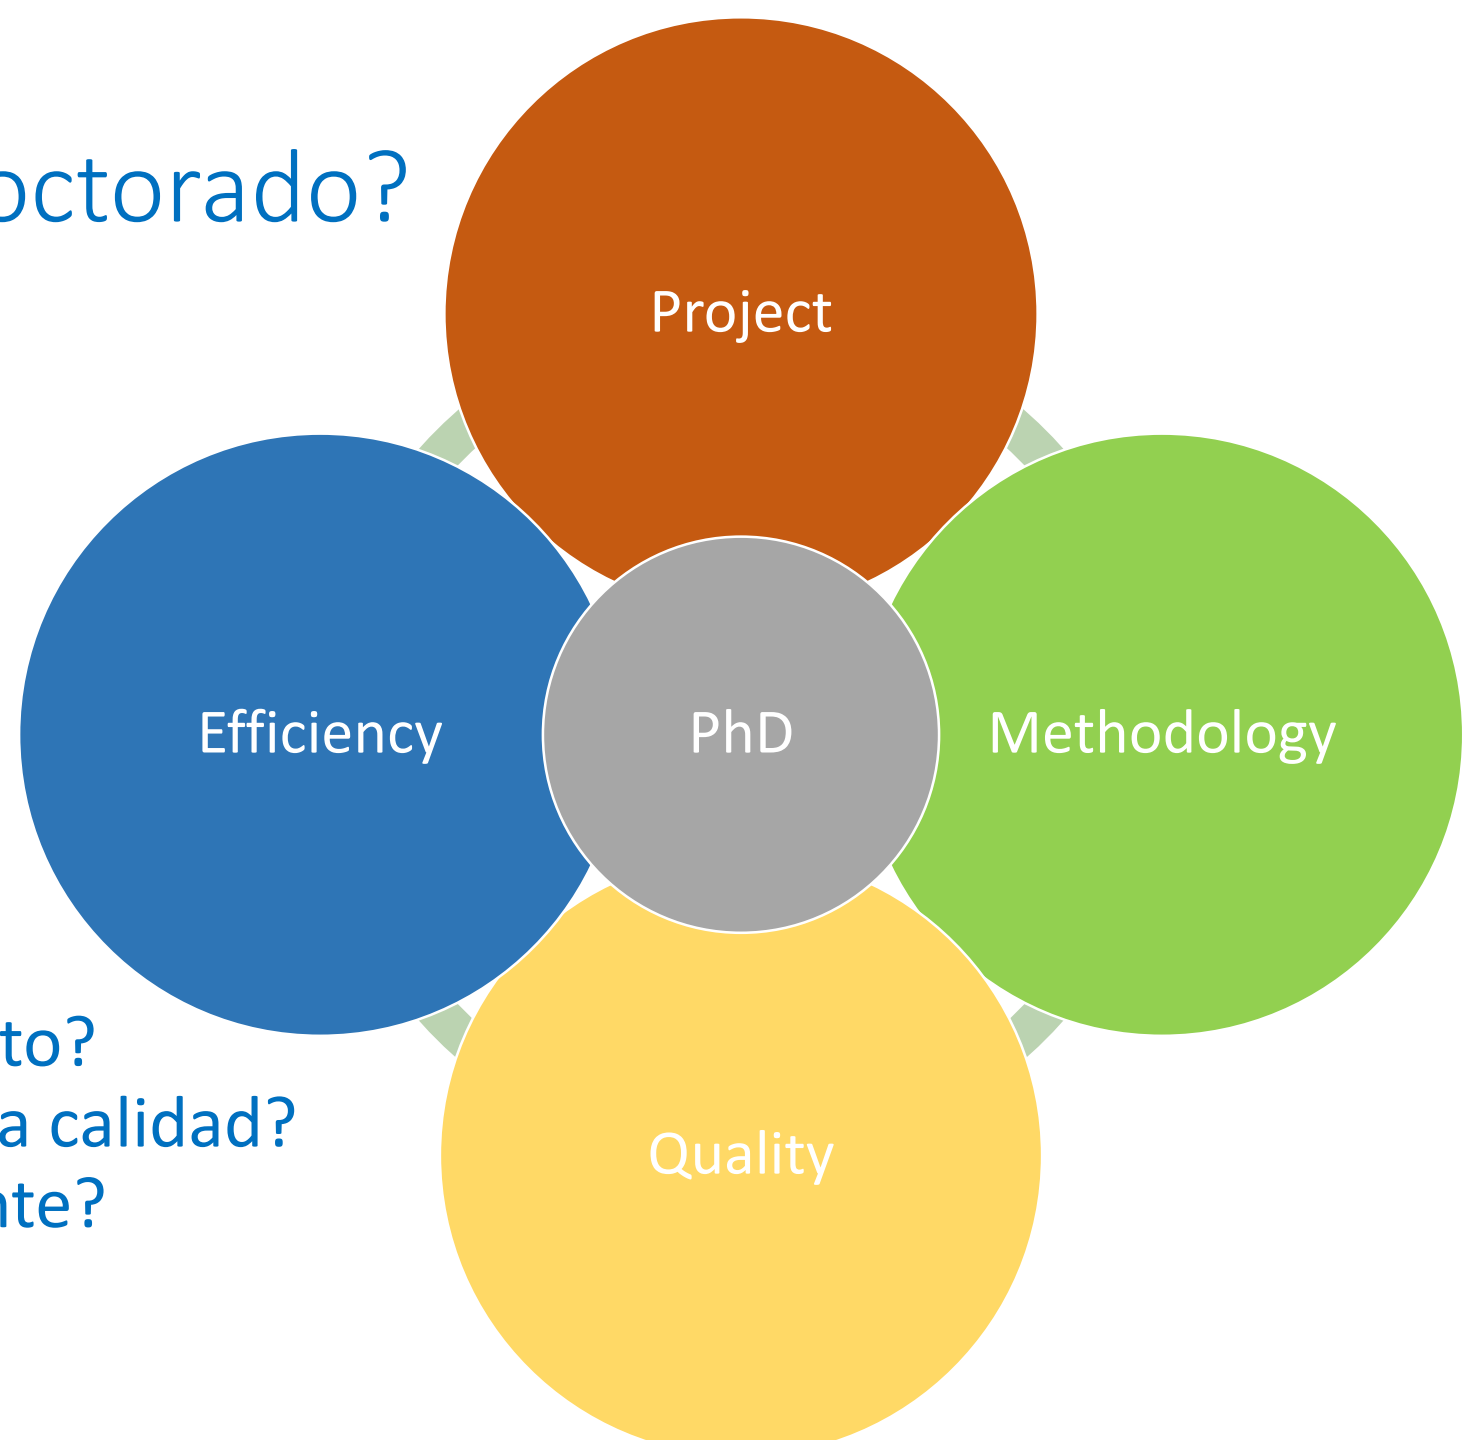 octorado?
Project
Efficiency
PhD
Methodology
to?
a calidad?
nte?
Quality